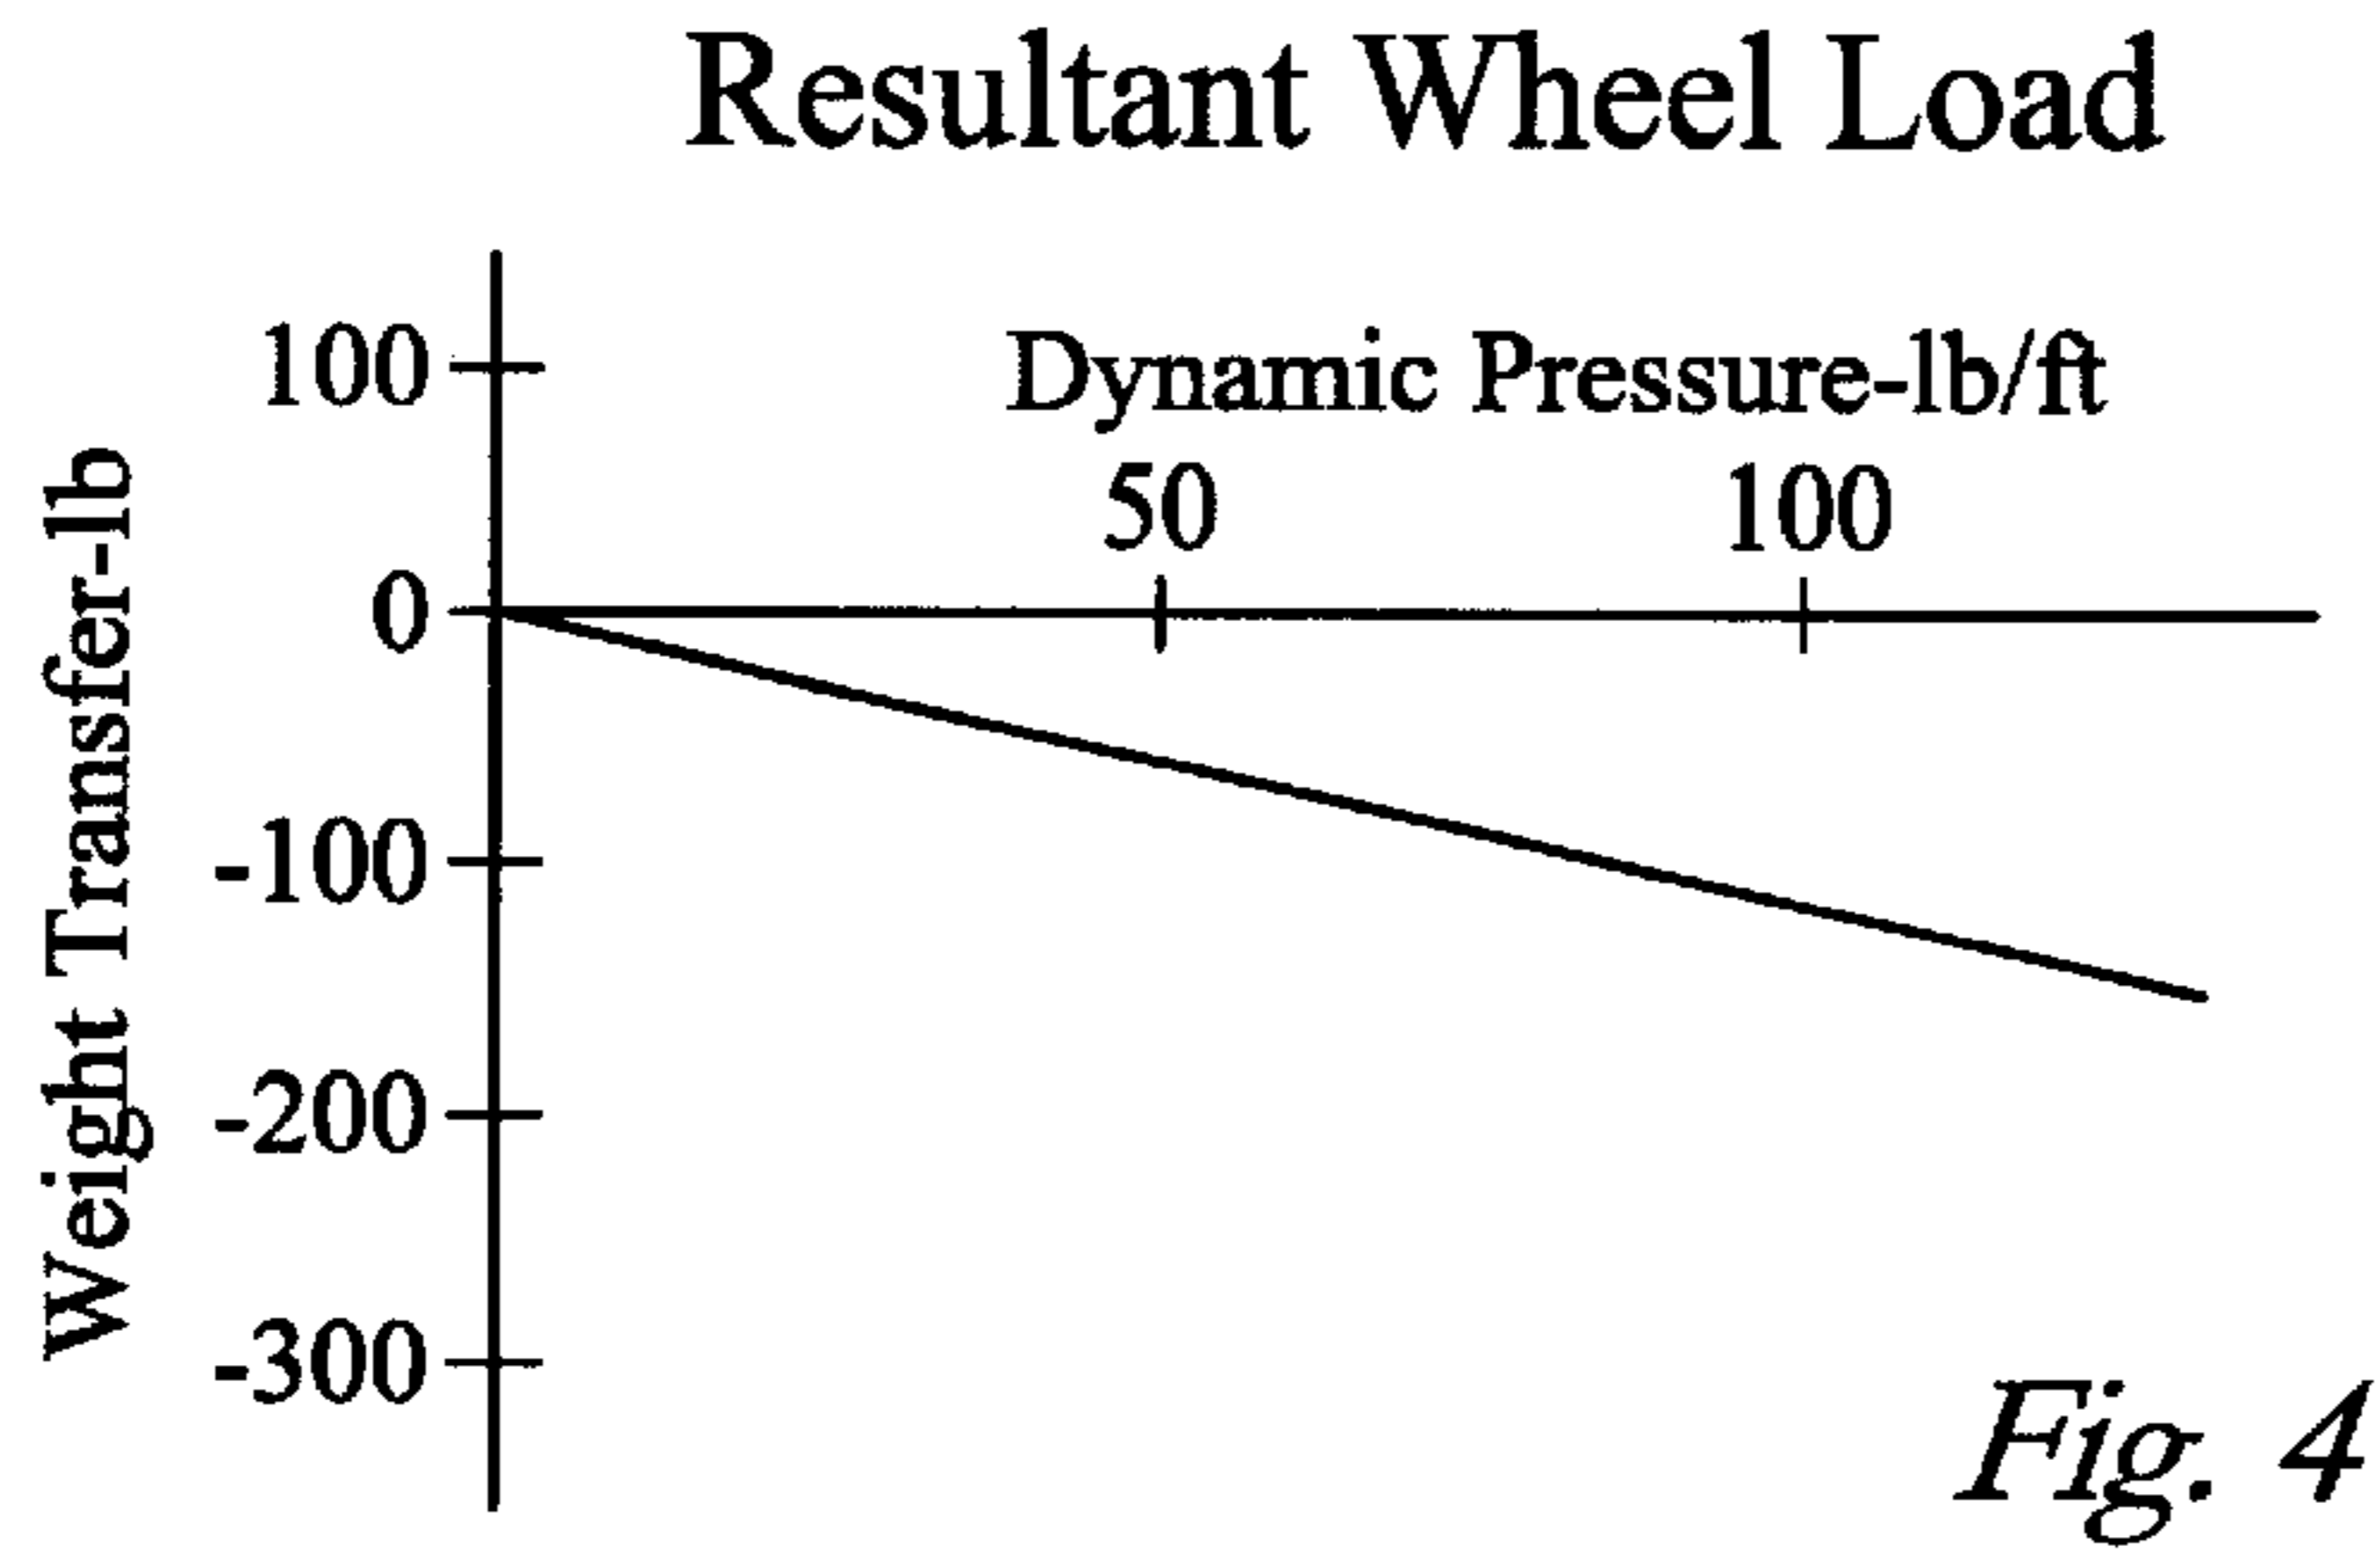 Resultant Wheel Load
Dynamic Pressure-lb/ft
50
100
100
0
-100
-200
-300
Weight Transfer-lb
Fig. 4